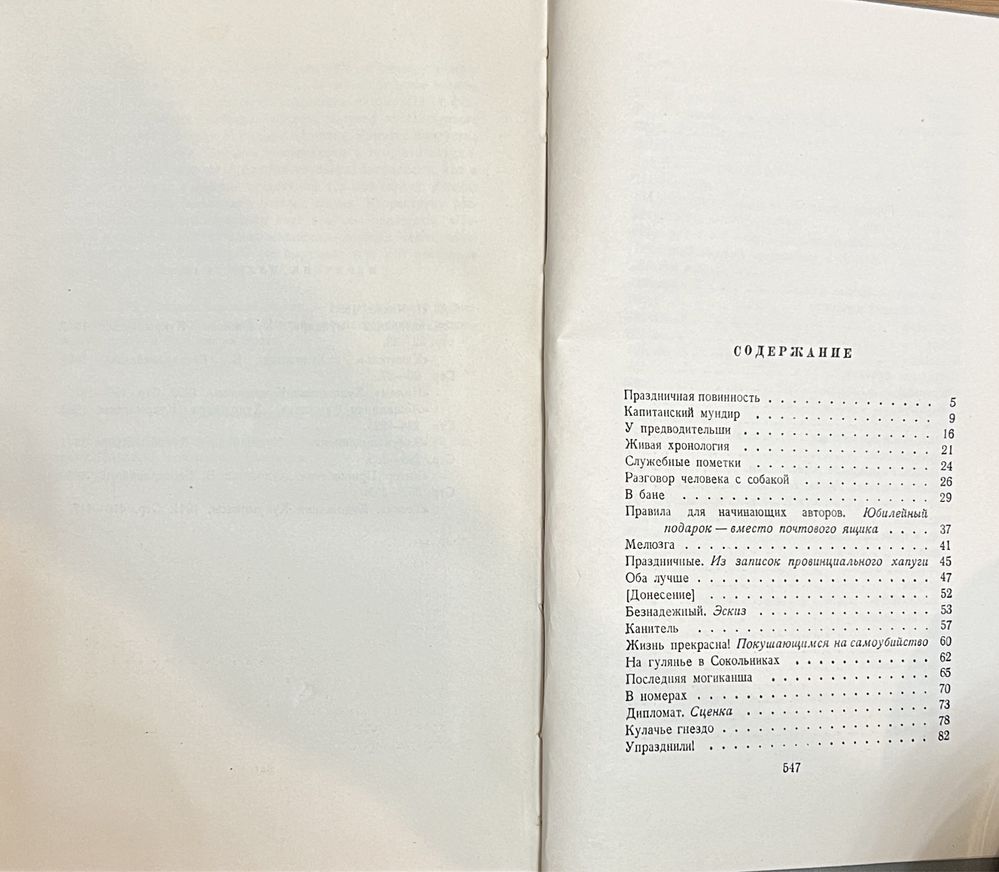 СОДЕРЖАНИЕ
Праздничная повинность . . . . . . . . . . . . . 5
Капитанский мундир . . . . . . . . . . . . . . 9
У предводительши . . . . . . . . . . . . . . 16
Живая хронология . . . . . . . . . . . . . . 21
Служебные пометки . . . . . . . . . . . . . . 24
Разговор человека с собакой . . . . . . . . . . . 26
В бане . . . . . . . . . . . . . . . . . . . 29
Правила для начинающих авторов. Юбилейный
подарок — вместо почтового ящика . . . . 37
Мелюзга . . . . . . . . . . . . . . . . . . 41
Праздничные. Из записок провинциального хапуги 45
Оба лучше . . . . . . . . . . . . . . . . . 47
[Донесение] . . . . . . . . . . . . . . . . . 52
Безнадежный. Эскиз . . . . . . . . . . . . . 53
Канитель . . . . . . . . . . . . . . . . . . 57
Жизнь прекрасна! Покушающимся на самоубийство 60
На гулянье в Сокольниках . . . . . . . . . . 62
Последняя могиканша . . . . . . . . . . . . 65
В номерах . . . . . . . . . . . . . . . . . 70
Дипломат. Сценка . . . . . . . . . . . . . . 73
Кулачье гнездо . . . . . . . . . . . . . . . 78
Упразднили! . . . . . . . . . . . . . . . . 82
547